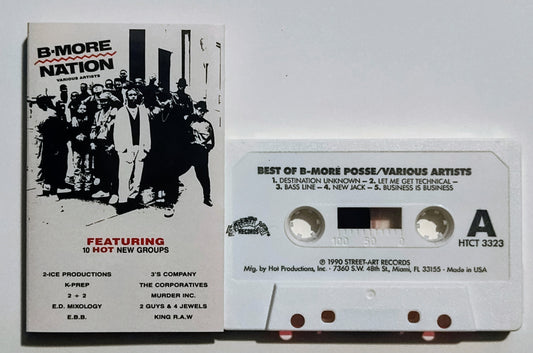 B-MORE
NATION
VARIOUS ARTISTS
FEATURING
10 HOT NEW GROUPS
2-ICE PRODUCTIONS
K-PREP
2 + 2
E.D. MIXOLOGY
E.B.B.
3'S COMPANY
THE CORPORATIVES
MURDER INC.
2 GUYS & 4 JEWELS
KING R.A.W
BEST OF B-MORE POSSE/VARIOUS ARTISTS
1. DESTINATION UNKNOWN – 2. LET ME GET TECHNICAL –
3. BASS LINE – 4. NEW JACK – 5. BUSINESS IS BUSINESS
RECORDS
100 50 0
A
HTCT 3323
℗ 1990 STREET-ART RECORDS
Mfg. by Hot Productions, Inc. · 7360 S.W. 48th St., Miami, FL 33155 · Made in USA